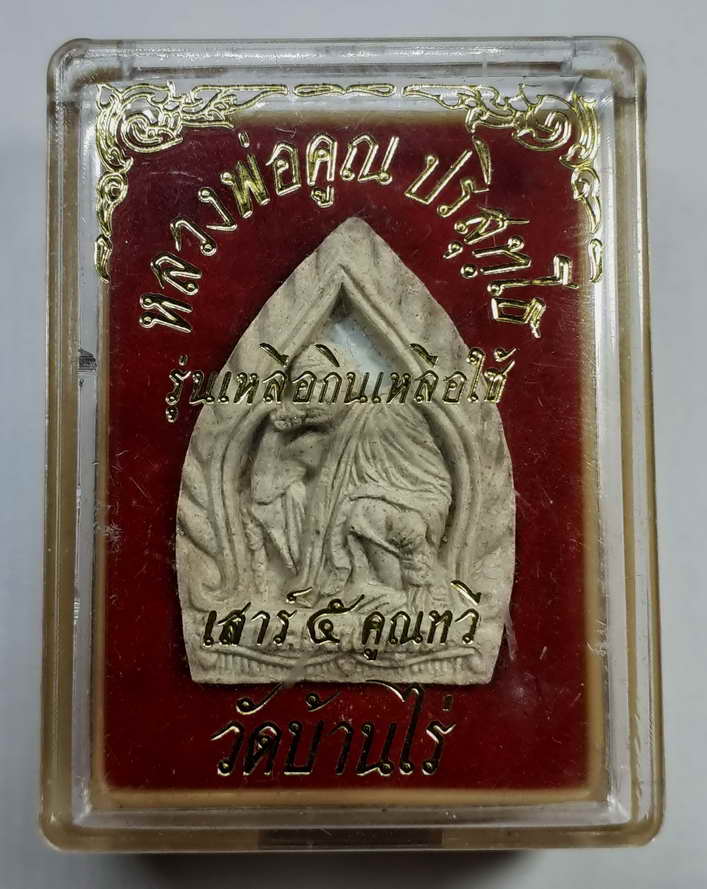 หลวงพ่อคูณ ปริสุทฺโธ
รุ่นเหลือกินเหลือใช้
เสาร์ ๕ คูณทวี
วัดบ้านไร่